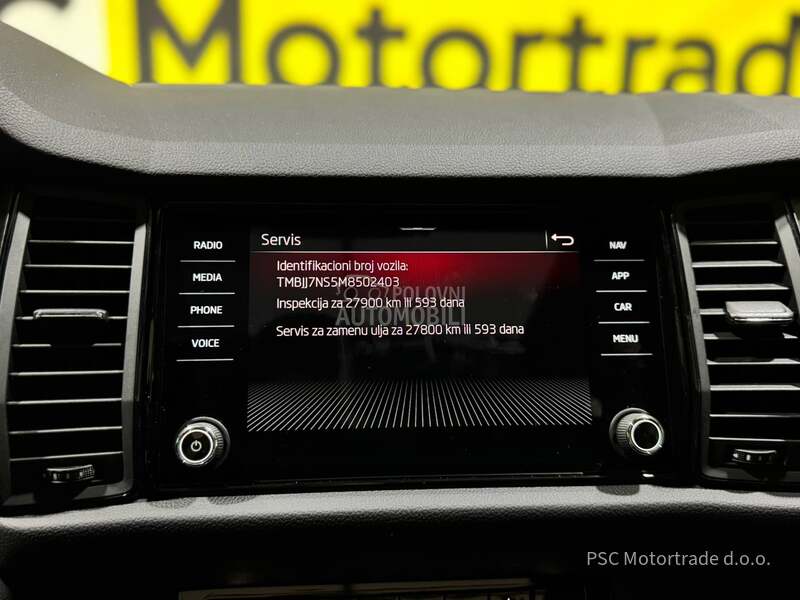 Motortrade
RADIO
MEDIA
PHONE
VOICE
Servis
Identifikacioni broj vozila:
TMBJJ7NS5M8502403
Inspekcija za 27900 km ili 593 dana
Servis za zamenu ulja za 27800 km ili 593 dana
POLOVNI
AUTOMOBILI
NAV
APP
CAR
MENU
PSC Motortrade d.o.o.